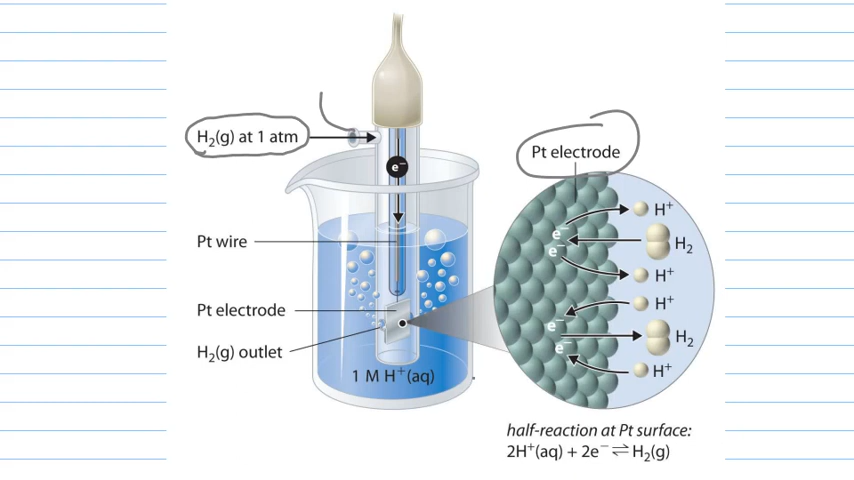 H₂(g) at 1 atm
e⁻
Pt wire
Pt electrode
H₂(g) outlet
1 M H⁺(aq)
Pt electrode
H⁺
e⁻
H₂
e⁻
H⁺
H⁺
e⁻
H₂
e⁻
H⁺
half-reaction at Pt surface:
2H⁺(aq) + 2e⁻ ⇌ H₂(g)